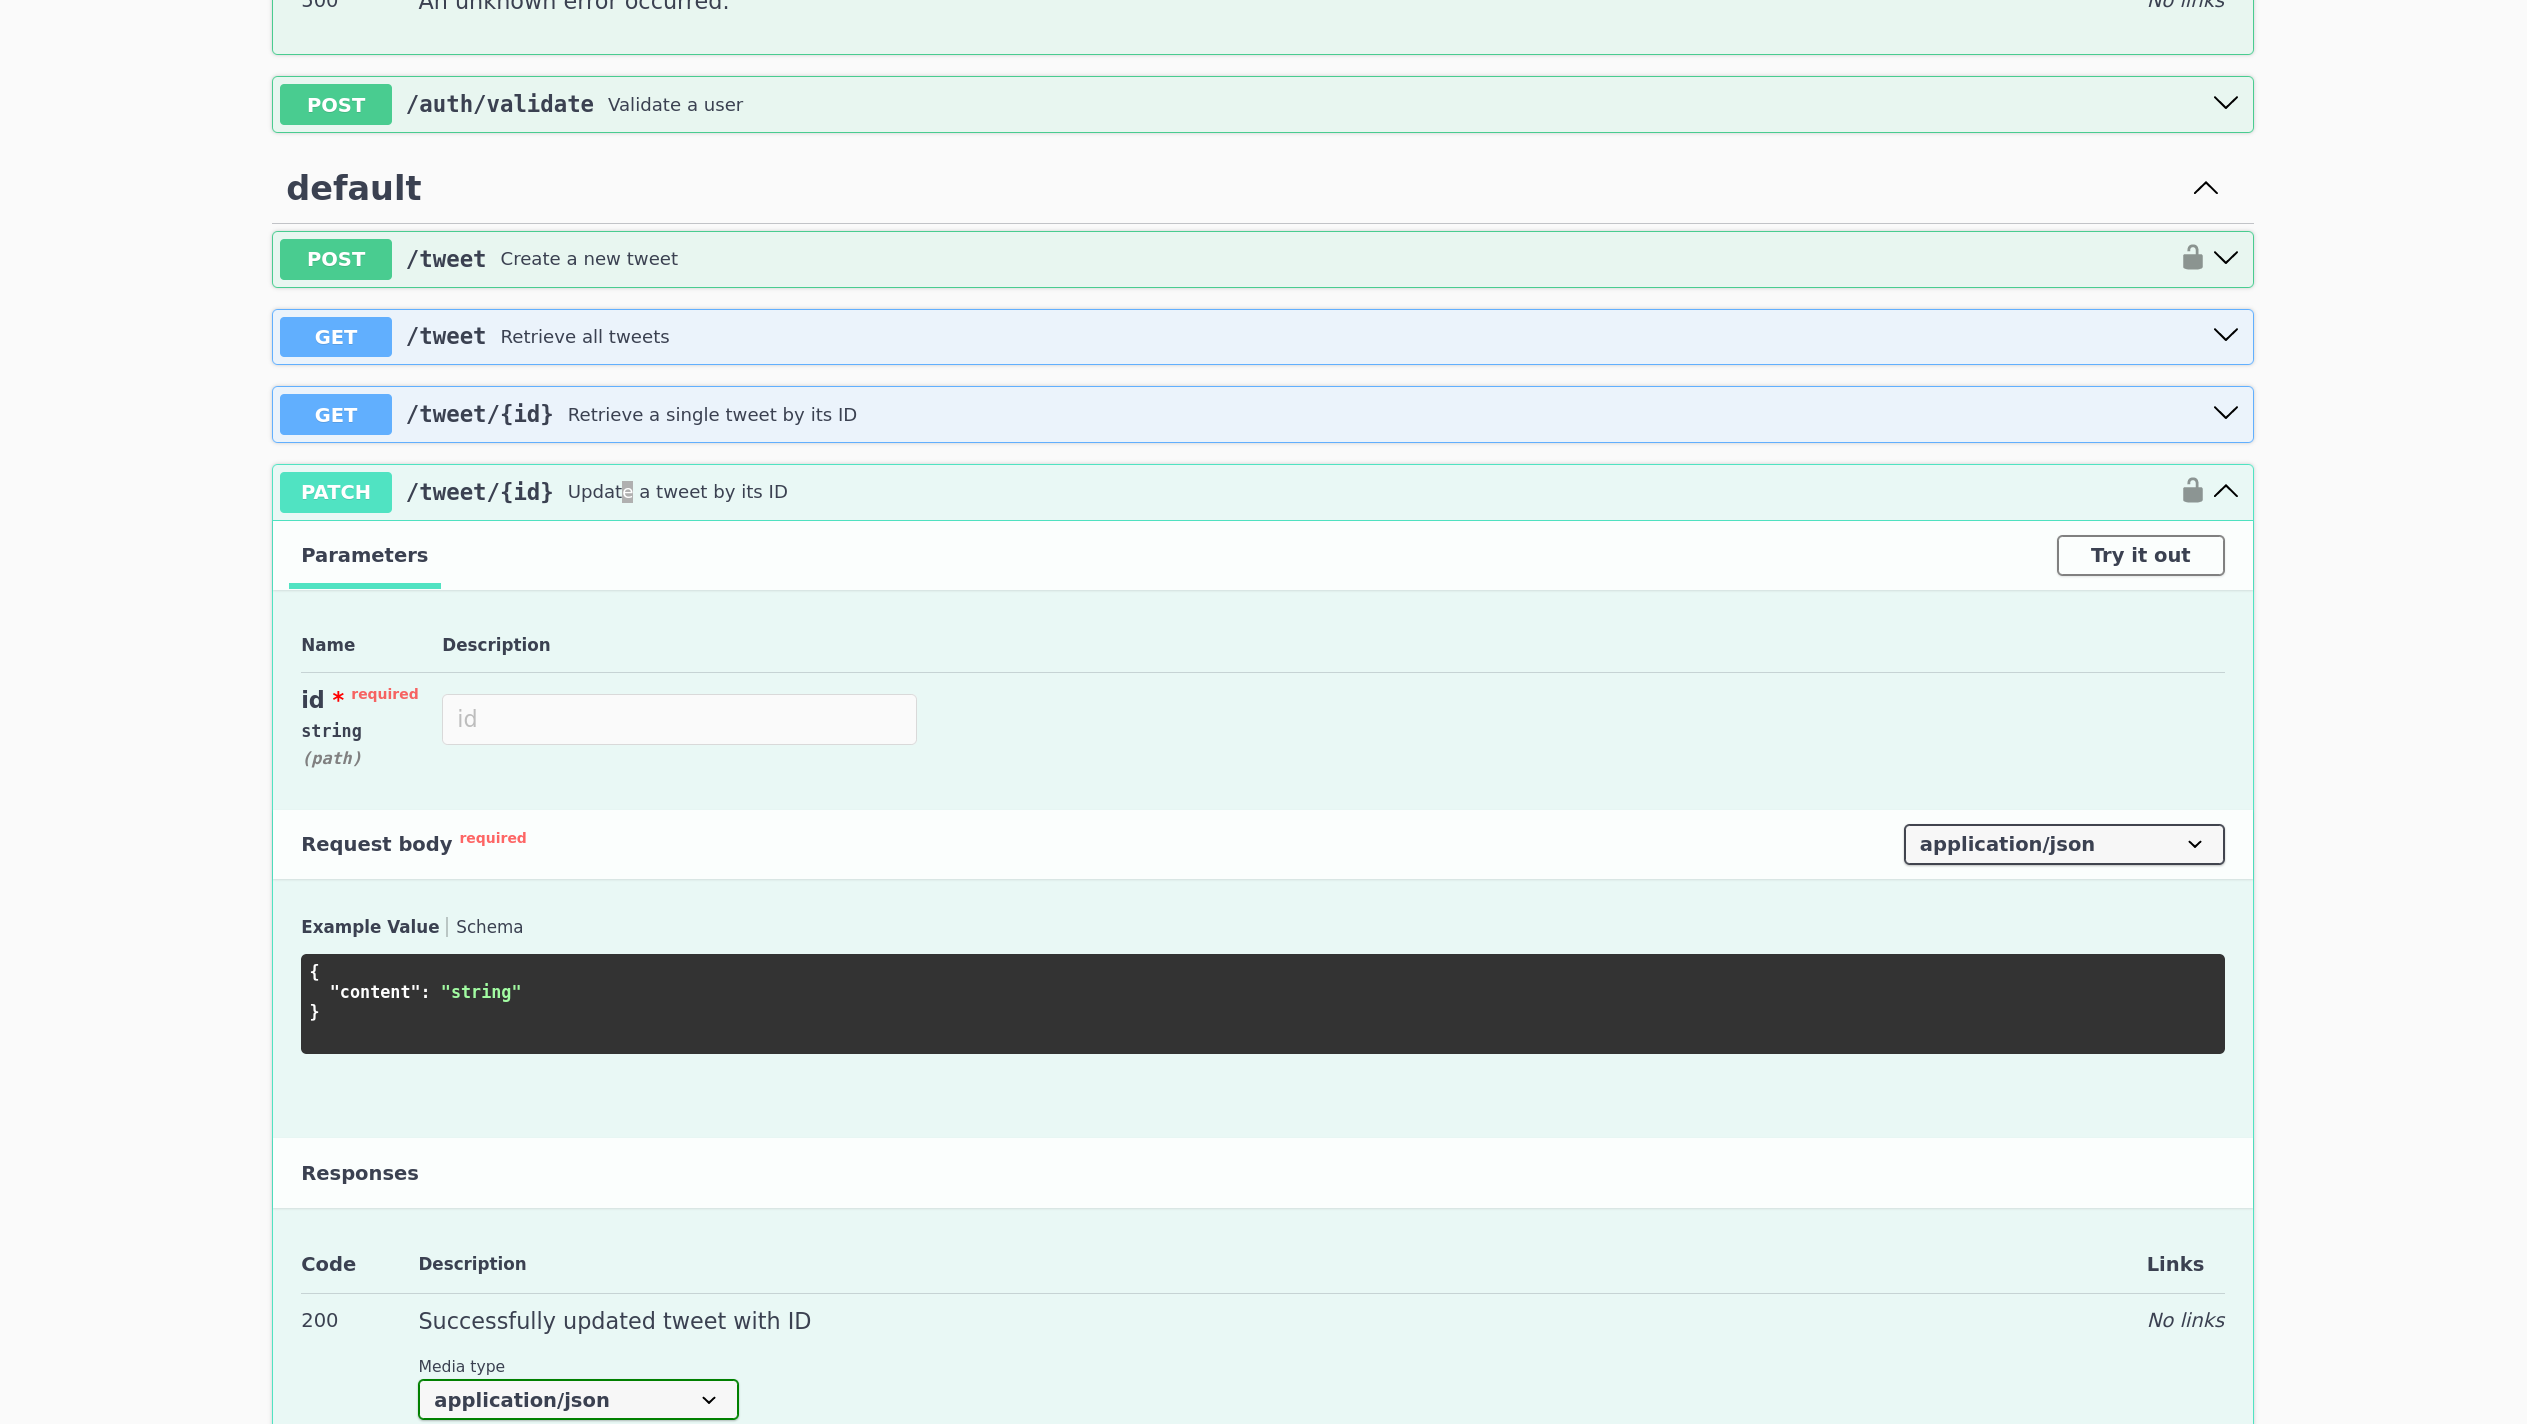 500 An unknown error occurred. No links
POST /auth/validate Validate a user
default
POST /tweet Create a new tweet
GET /tweet Retrieve all tweets
GET /tweet/{id} Retrieve a single tweet by its ID
PATCH /tweet/{id} Update a tweet by its ID
Parameters Try it out
Name Description
id * required
string
(path)
id
Request body required application/json
Example Value Schema
{
"content": "string"
}
Responses
Code Description Links
200 Successfully updated tweet with ID No links
Media type
application/json